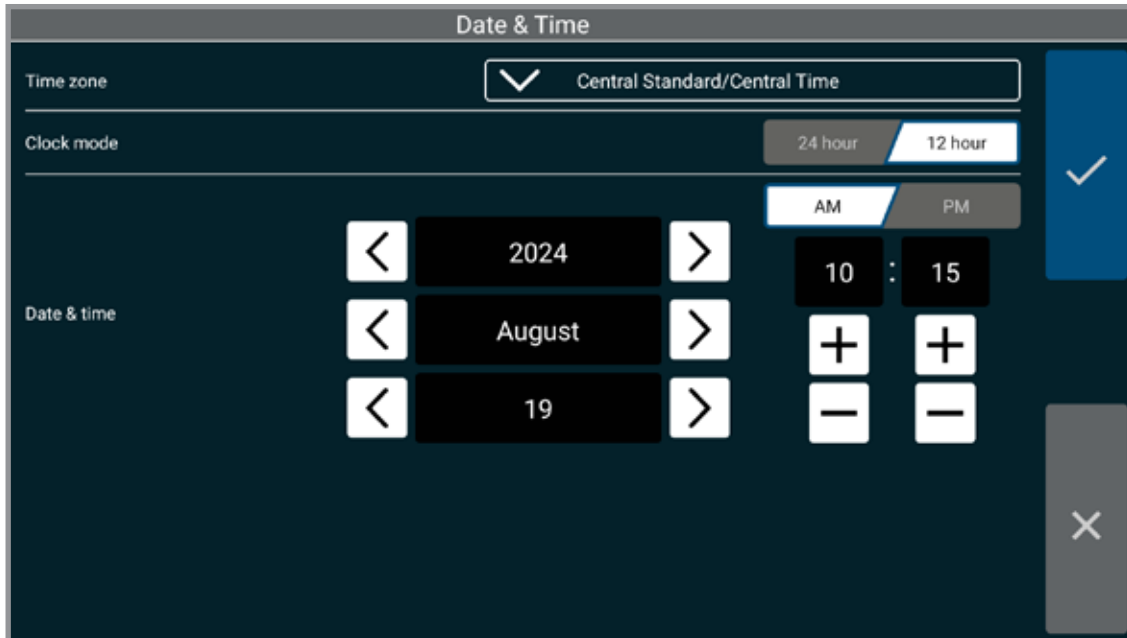 Date & Time
Time zone
Central Standard/Central Time
Clock mode
24 hour
12 hour
AM
PM
2024
10 : 15
Date & time
August
19